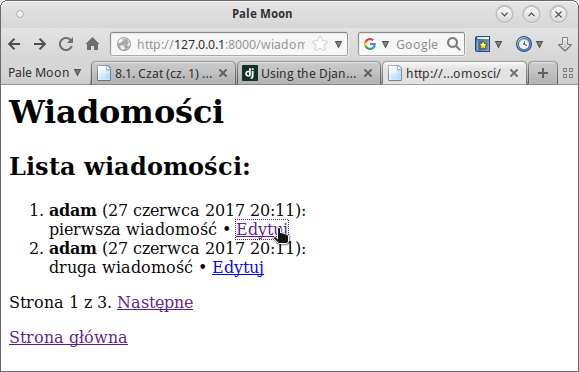 Pale Moon
http://127.0.0.1:8000/wiadom
Google
Pale Moon
8.1. Czat (cz. 1) ...
dj Using the Djan...
http://...omosci/
Wiadomości
Lista wiadomości:
1. adam (27 czerwca 2017 20:11):
pierwsza wiadomość • Edytuj
2. adam (27 czerwca 2017 20:11):
druga wiadomość • Edytuj
Strona 1 z 3. Następne
Strona główna